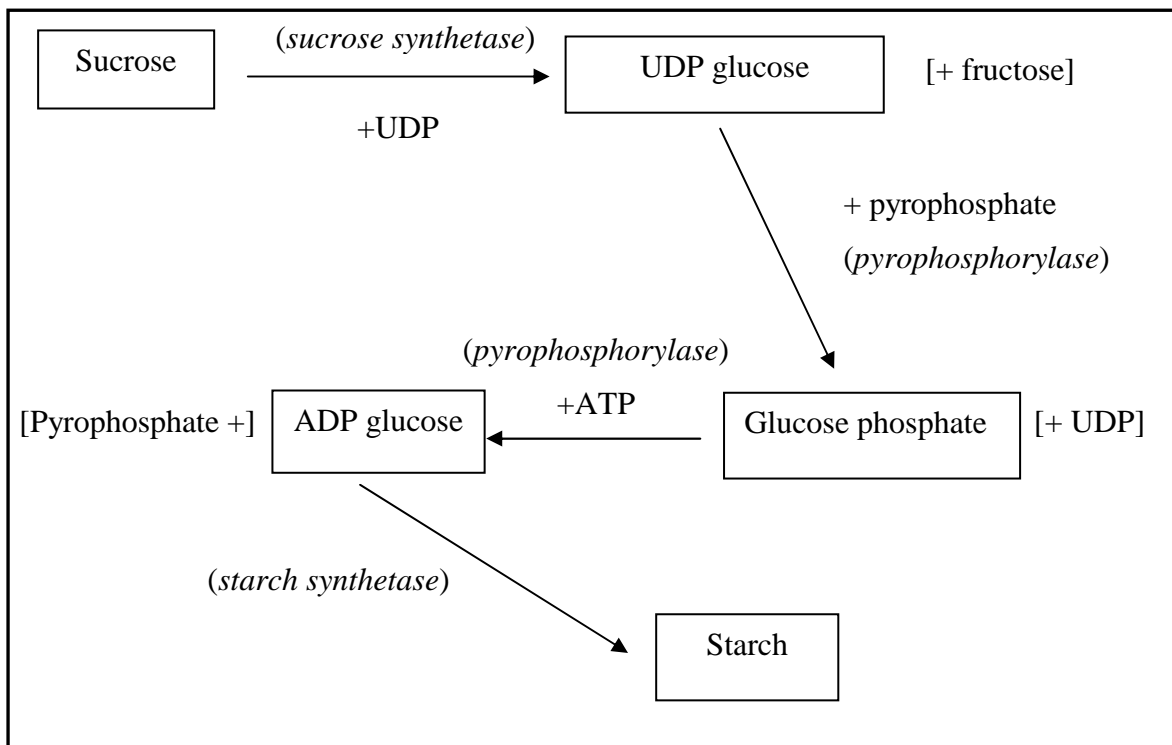 (sucrose synthetase)
Sucrose
UDP glucose
[+ fructose]
+UDP
+ pyrophosphate
(pyrophosphorylase)
(pyrophosphorylase)
+ATP
[Pyrophosphate +]
ADP glucose
Glucose phosphate
[+ UDP]
(starch synthetase)
Starch